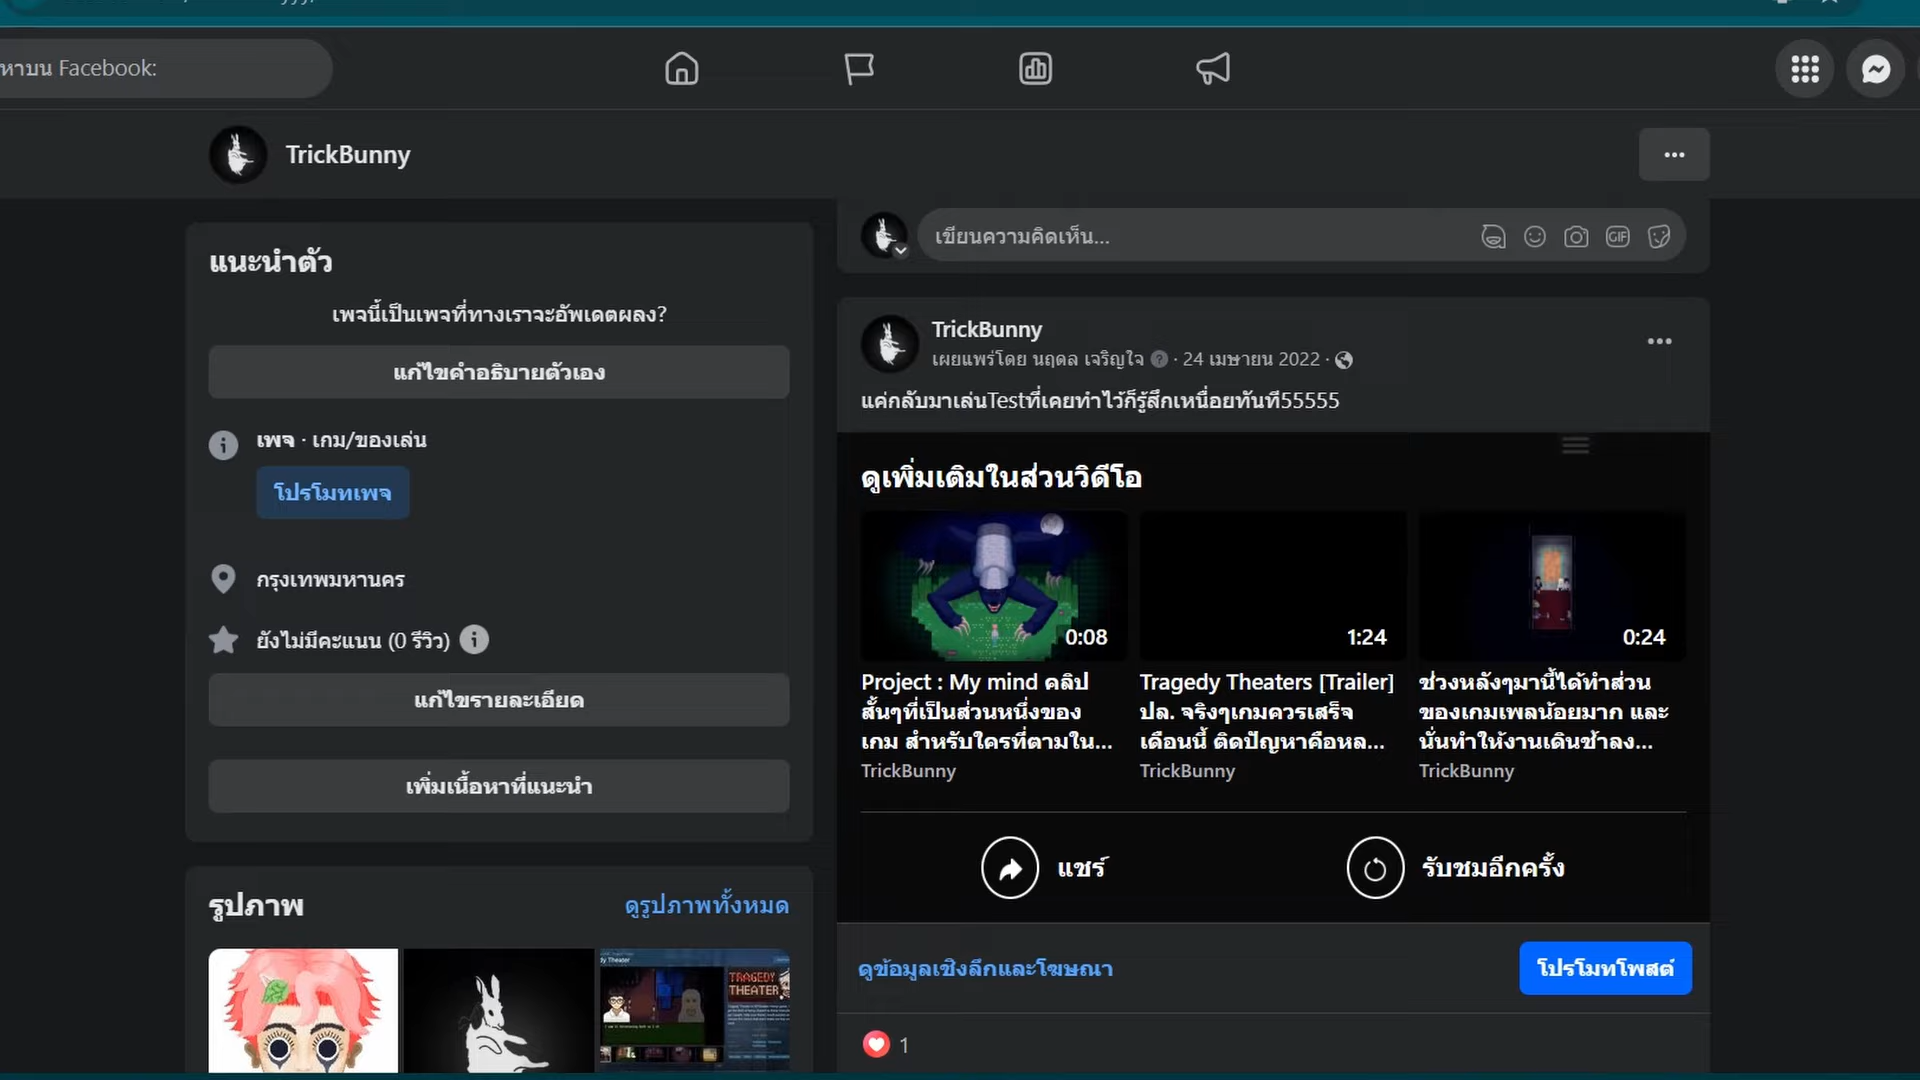 หาบน Facebook:
TrickBunny
แนะนำตัว
เพจนี้เป็นเพจที่ทางเราจะอัพเดตผลง?
แก้ไขคำอธิบายตัวเอง
เพจ · เกม/ของเล่น
โปรโมทเพจ
กรุงเทพมหานคร
ยังไม่มีคะแนน (0 รีวิว)
แก้ไขรายละเอียด
เพิ่มเนื้อหาที่แนะนำ
รูปภาพ
ดูรูปภาพทั้งหมด
dy Theater
TRAGEDY
THEATER
เขียนความคิดเห็น...
GIF
TrickBunny
เผยแพร่โดย นฤดล เจริญใจ · 24 เมษายน 2022 ·
แค่กลับมาเล่นTestที่เคยทำไว้ก็รู้สึกเหนื่อยทันที55555
ดูเพิ่มเติมในส่วนวิดีโอ
0:08
Project : My mind คลิป
สั้นๆที่เป็นส่วนหนึ่งของ
เกม สำหรับใครที่ตามใน...
TrickBunny
1:24
Tragedy Theaters [Trailer]
ปล. จริงๆเกมควรเสร็จ
เดือนนี้ ติดปัญหาคือหล...
TrickBunny
0:24
ช่วงหลังๆมานี้ได้ทำส่วน
ของเกมเพลน้อยมาก และ
นั่นทำให้งานเดินช้าลง...
TrickBunny
แชร์
รับชมอีกครั้ง
ดูข้อมูลเชิงลึกและโฆษณา
โปรโมทโพสต์
1